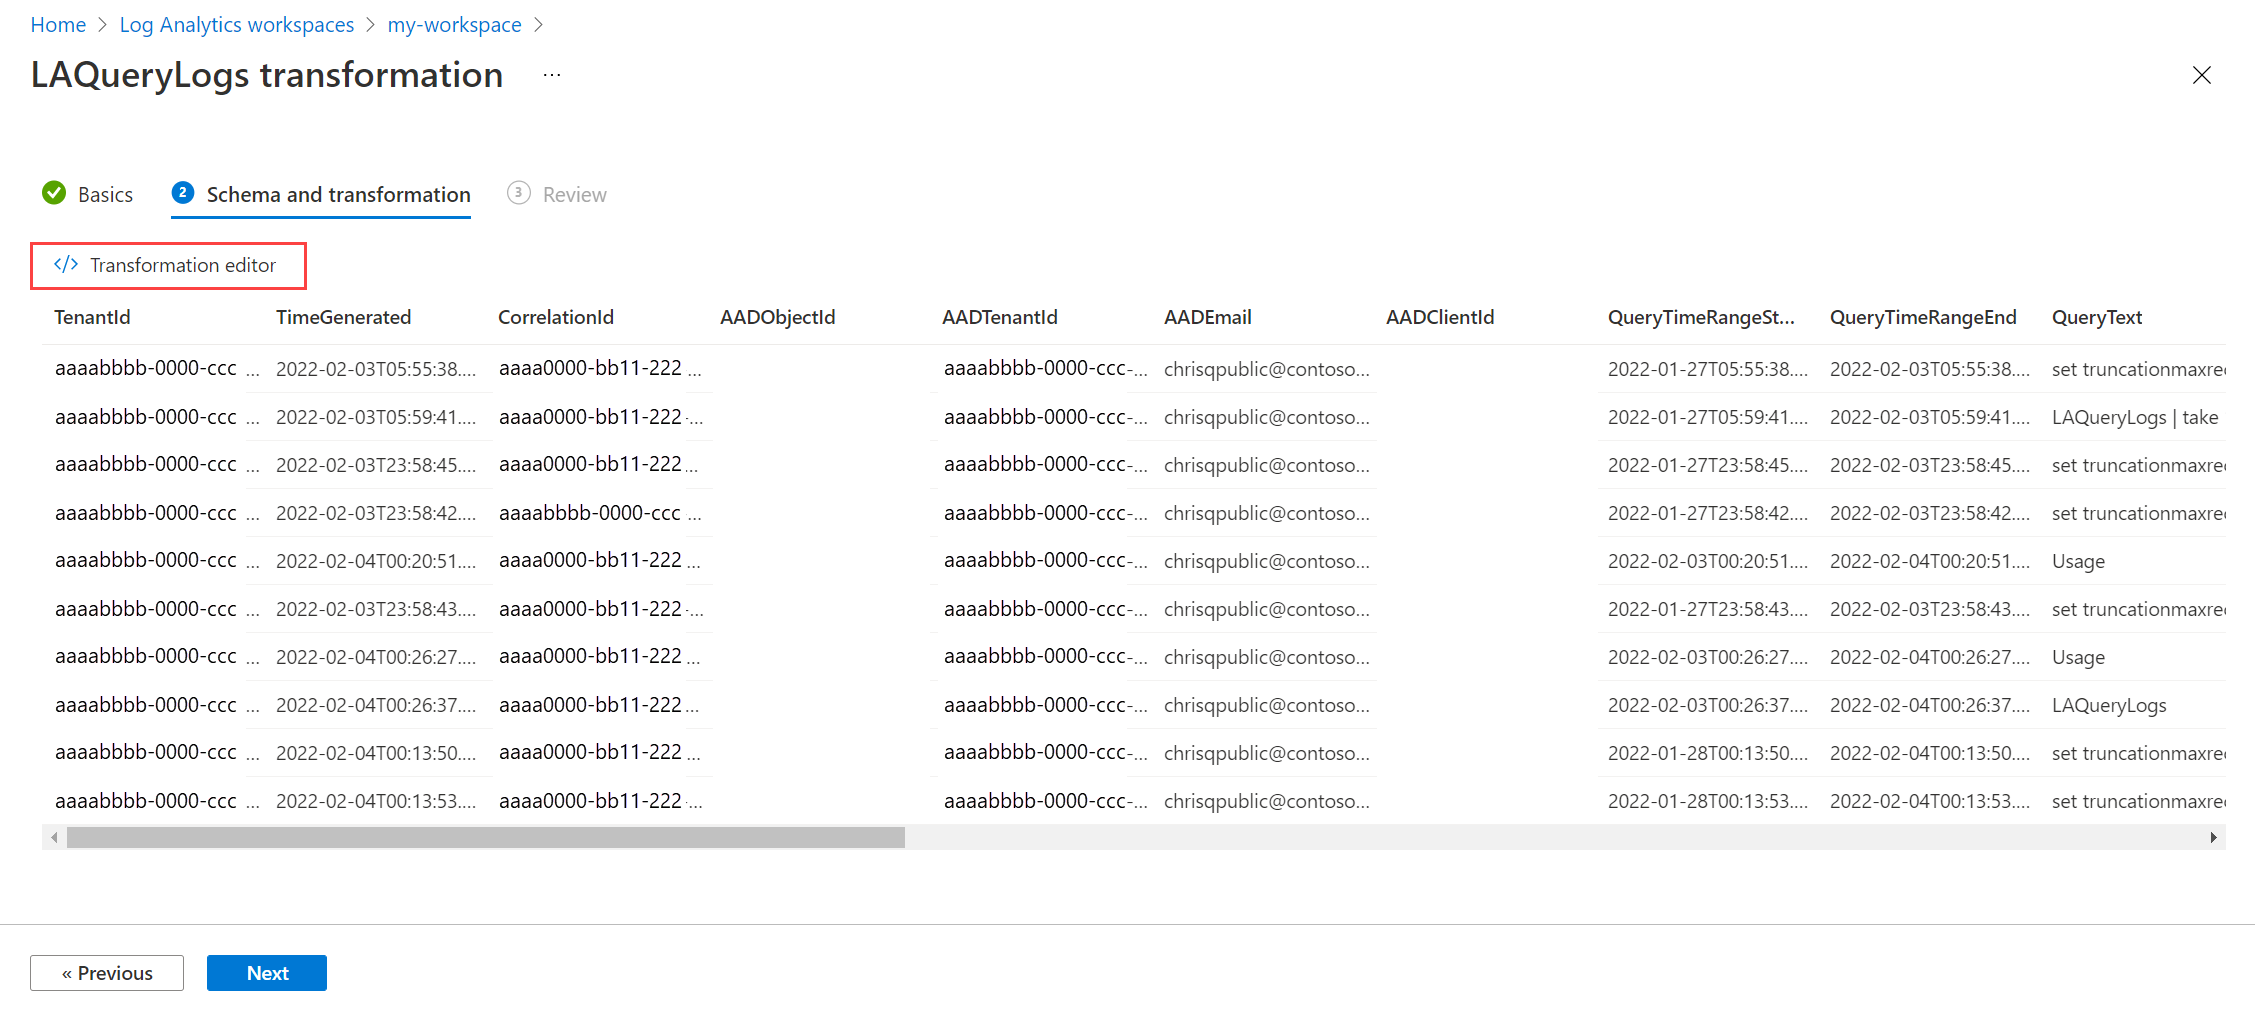 Home > Log Analytics workspaces > my-workspace >
LAQueryLogs transformation ...
Basics 2 Schema and transformation 3 Review
</> Transformation editor
TenantId TimeGenerated CorrelationId AADObjectId AADTenantId AADEmail AADClientId QueryTimeRangeSt... QueryTimeRangeEnd QueryText
aaaabbbb-0000-ccc ... 2022-02-03T05:55:38.... aaaa0000-bb11-222 ... aaaabbbb-0000-ccc-... chrisqpublic@contoso... 2022-01-27T05:55:38.... 2022-02-03T05:55:38.... set truncationmaxrec
aaaabbbb-0000-ccc ... 2022-02-03T05:59:41.... aaaa0000-bb11-222-... aaaabbbb-0000-ccc-... chrisqpublic@contoso... 2022-01-27T05:59:41.... 2022-02-03T05:59:41.... LAQueryLogs | take
aaaabbbb-0000-ccc ... 2022-02-03T23:58:45.... aaaa0000-bb11-222 ... aaaabbbb-0000-ccc-... chrisqpublic@contoso... 2022-01-27T23:58:45.... 2022-02-03T23:58:45.... set truncationmaxrec
aaaabbbb-0000-ccc ... 2022-02-03T23:58:42.... aaaabbbb-0000-ccc ... aaaabbbb-0000-ccc-... chrisqpublic@contoso... 2022-01-27T23:58:42.... 2022-02-03T23:58:42.... set truncationmaxrec
aaaabbbb-0000-ccc ... 2022-02-04T00:20:51.... aaaa0000-bb11-222 ... aaaabbbb-0000-ccc-... chrisqpublic@contoso... 2022-02-03T00:20:51.... 2022-02-04T00:20:51.... Usage
aaaabbbb-0000-ccc ... 2022-02-03T23:58:43.... aaaa0000-bb11-222 ... aaaabbbb-0000-ccc-... chrisqpublic@contoso... 2022-01-27T23:58:43.... 2022-02-03T23:58:43.... set truncationmaxrec
aaaabbbb-0000-ccc ... 2022-02-04T00:26:27.... aaaa0000-bb11-222 ... aaaabbbb-0000-ccc-... chrisqpublic@contoso... 2022-02-03T00:26:27.... 2022-02-04T00:26:27.... Usage
aaaabbbb-0000-ccc ... 2022-02-04T00:26:37.... aaaa0000-bb11-222 ... aaaabbbb-0000-ccc-... chrisqpublic@contoso... 2022-02-03T00:26:37.... 2022-02-04T00:26:37.... LAQueryLogs
aaaabbbb-0000-ccc ... 2022-02-04T00:13:50.... aaaa0000-bb11-222 ... aaaabbbb-0000-ccc-... chrisqpublic@contoso... 2022-01-28T00:13:50.... 2022-02-04T00:13:50.... set truncationmaxrec
aaaabbbb-0000-ccc ... 2022-02-04T00:13:53.... aaaa0000-bb11-222 ... aaaabbbb-0000-ccc-... chrisqpublic@contoso... 2022-01-28T00:13:53.... 2022-02-04T00:13:53.... set truncationmaxrec
« Previous Next